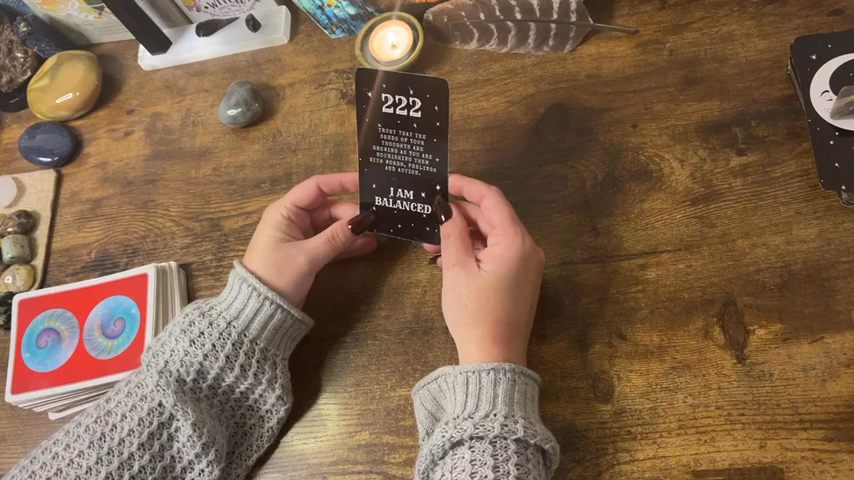 WITCH
222
TRUST THAT THE
SEEDS OF YOUR
THOUGHTS ARE
GROWING AS YOU ARE
NOURISHING THEM
WITH WORDS, FEELINGS
AND ACTION.
I AM
BALANCED